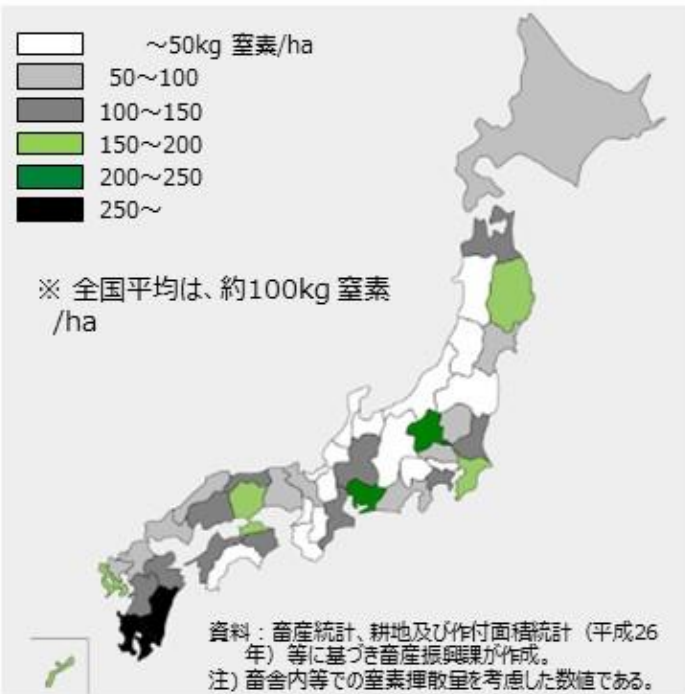 ～50kg 窒素/ha
50～100
100～150
150～200
200～250
250～
※ 全国平均は、約100kg 窒素
/ha
資料：畜産統計、耕地及び作付面積統計（平成26
年）等に基づき畜産振興課が作成。
注）畜舎内等での窒素揮散量を考慮した数値である。